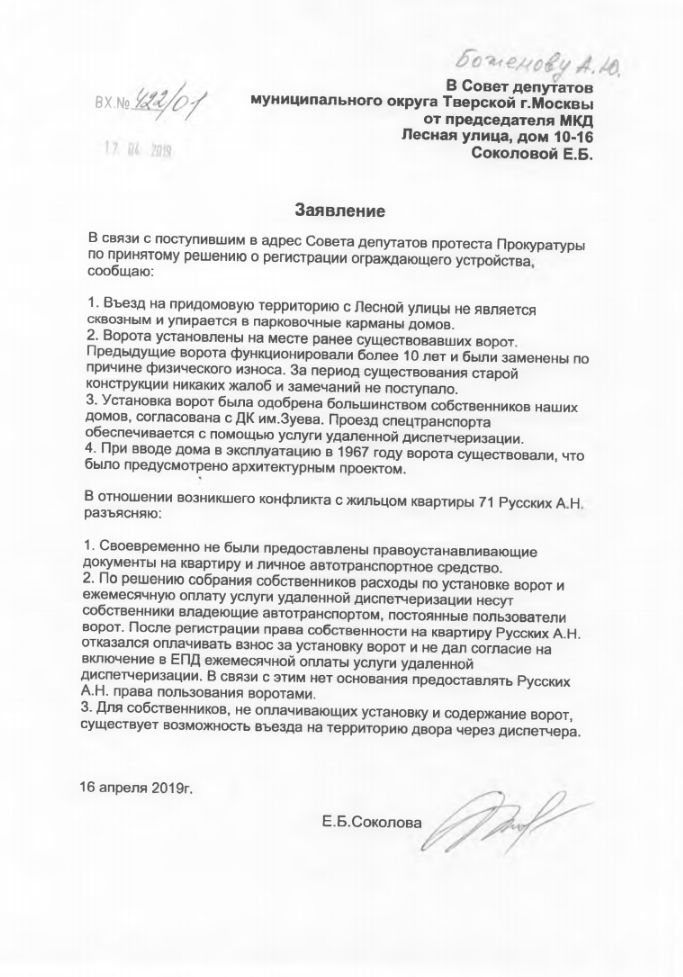 Боженову А.Ю.
ВХ.№ 422/01
17 04 2019
В Совет депутатов
муниципального округа Тверской г.Москвы
от председателя МКД
Лесная улица, дом 10-16
Соколовой Е.Б.
Заявление
В связи с поступившим в адрес Совета депутатов протеста Прокуратуры
по принятому решению о регистрации ограждающего устройства,
сообщаю:
1. Въезд на придомовую территорию с Лесной улицы не является
сквозным и упирается в парковочные карманы домов.
2. Ворота установлены на месте ранее существовавших ворот.
Предыдущие ворота функционировали более 10 лет и были заменены по
причине физического износа. За период существования старой
конструкции никаких жалоб и замечаний не поступало.
3. Установка ворот была одобрена большинством собственников наших
домов, согласована с ДК им.Зуева. Проезд спецтранспорта
обеспечивается с помощью услуги удаленной диспетчеризации.
4. При вводе дома в эксплуатацию в 1967 году ворота существовали, что
было предусмотрено архитектурным проектом.
В отношении возникшего конфликта с жильцом квартиры 71 Русских А.Н.
разъясняю:
1. Своевременно не были предоставлены правоустанавливающие
документы на квартиру и личное автотранспортное средство.
2. По решению собрания собственников расходы по установке ворот и
ежемесячную оплату услуги удаленной диспетчеризации несут
собственники владеющие автотранспортом, постоянные пользователи
ворот. После регистрации права собственности на квартиру Русских А.Н.
отказался оплачивать взнос за установку ворот и не дал согласие на
включение в ЕПД ежемесячной оплаты услуги удаленной
диспетчеризации. В связи с этим нет основания предоставлять Русских
А.Н. права пользования воротами.
3. Для собственников, не оплачивающих установку и содержание ворот,
существует возможность въезда на территорию двора через диспетчера.
16 апреля 2019г.
Е.Б.Соколова